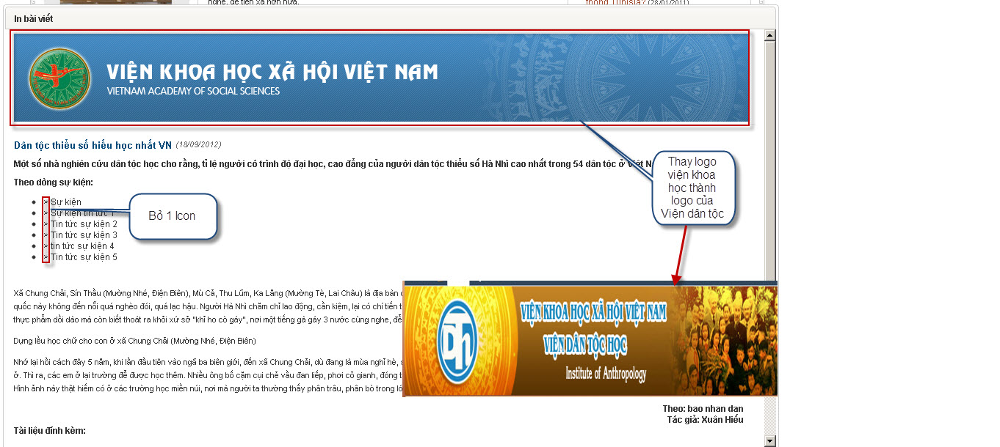 nghe, để tiến xa hơn nữa.
thống Tunisia? (28/01/2011)
In bài viết
VIỆN KHOA HỌC XÃ HỘI VIỆT NAM
VIETNAM ACADEMY OF SOCIAL SCIENCES
Dân tộc thiểu số hiếu học nhất VN (18/09/2012)
Một số nhà nghiên cứu dân tộc học cho rằng, tỉ lệ người có trình độ đại học, cao đẳng của người dân tộc thiểu số Hà Nhì cao nhất trong 54 dân tộc ở Việt
Theo dòng sự kiện:
• > Sự kiện
• > Sự kiện tin tức 1
• > Tin tức sự kiện 2
• > Tin tức sự kiện 3
• > tin tức sự kiện 4
• > Tin tức sự kiện 5
Bỏ 1 Icon
Thay logo
viện khoa
học thành
logo của
Viện dân tộc
Xã Chung Chải, Sín Thầu (Mường Nhé, Điện Biên), Mù Cả, Thu Lũm, Ka Lăng (Mường Tè, Lai Châu) là địa bàn
quốc này không đến nỗi quá nghèo đói, quá lạc hậu. Người Hà Nhì chăm chỉ lao động, cần kiệm, lại có chí tiến
thực phẩm dồi dào mà còn biết thoát ra khỏi xứ sở "khỉ ho cò gáy", nơi một tiếng gà gáy 3 nước cùng nghe, để
Dựng lều học chữ cho con ở xã Chung Chải (Mường Nhé, Điện Biên)
Nhớ lại hồi cách đây 5 năm, khi lần đầu tiên vào ngã ba biên giới, đến xã Chung Chải, dù đang là mùa nghỉ hè,
ở. Thì ra, các em ở lại trường để được học thêm. Nhiều ông bố cặm cụi chẻ vầu đan liếp, phơi cỏ gianh, đóng
Hình ảnh này thật hiếm có ở các trường học miền núi, nơi mà người ta thường thấy phân trâu, phân bò trong
VIỆN KHOA HỌC XÃ HỘI VIỆT NAM
VIỆN DÂN TỘC HỌC
Institute of Anthropology
Theo: bao nhan dan
Tác giả: Xuân Hiếu
Tài liệu đính kèm: